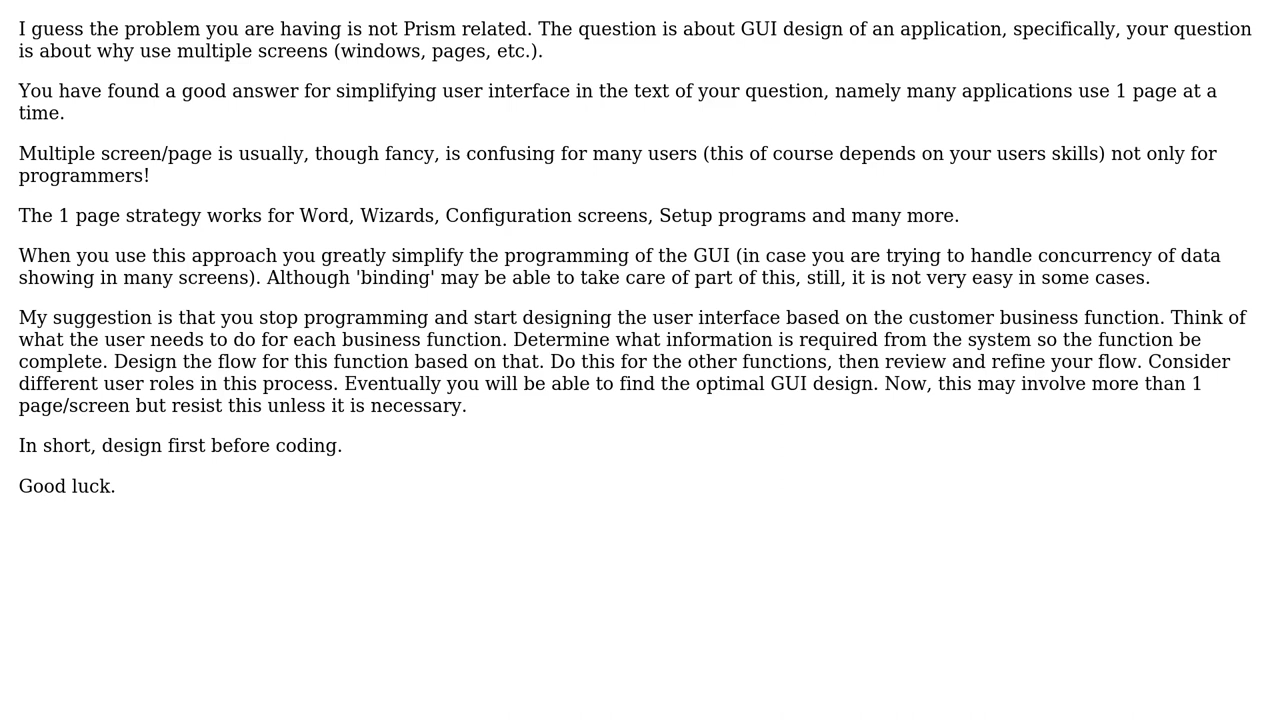 I guess the problem you are having is not Prism related. The question is about GUI design of an application, specifically, your question
is about why use multiple screens (windows, pages, etc.).
You have found a good answer for simplifying user interface in the text of your question, namely many applications use 1 page at a
time.
Multiple screen/page is usually, though fancy, is confusing for many users (this of course depends on your users skills) not only for
programmers!
The 1 page strategy works for Word, Wizards, Configuration screens, Setup programs and many more.
When you use this approach you greatly simplify the programming of the GUI (in case you are trying to handle concurrency of data
showing in many screens). Although 'binding' may be able to take care of part of this, still, it is not very easy in some cases.
My suggestion is that you stop programming and start designing the user interface based on the customer business function. Think of
what the user needs to do for each business function. Determine what information is required from the system so the function be
complete. Design the flow for this function based on that. Do this for the other functions, then review and refine your flow. Consider
different user roles in this process. Eventually you will be able to find the optimal GUI design. Now, this may involve more than 1
page/screen but resist this unless it is necessary.
In short, design first before coding.
Good luck.